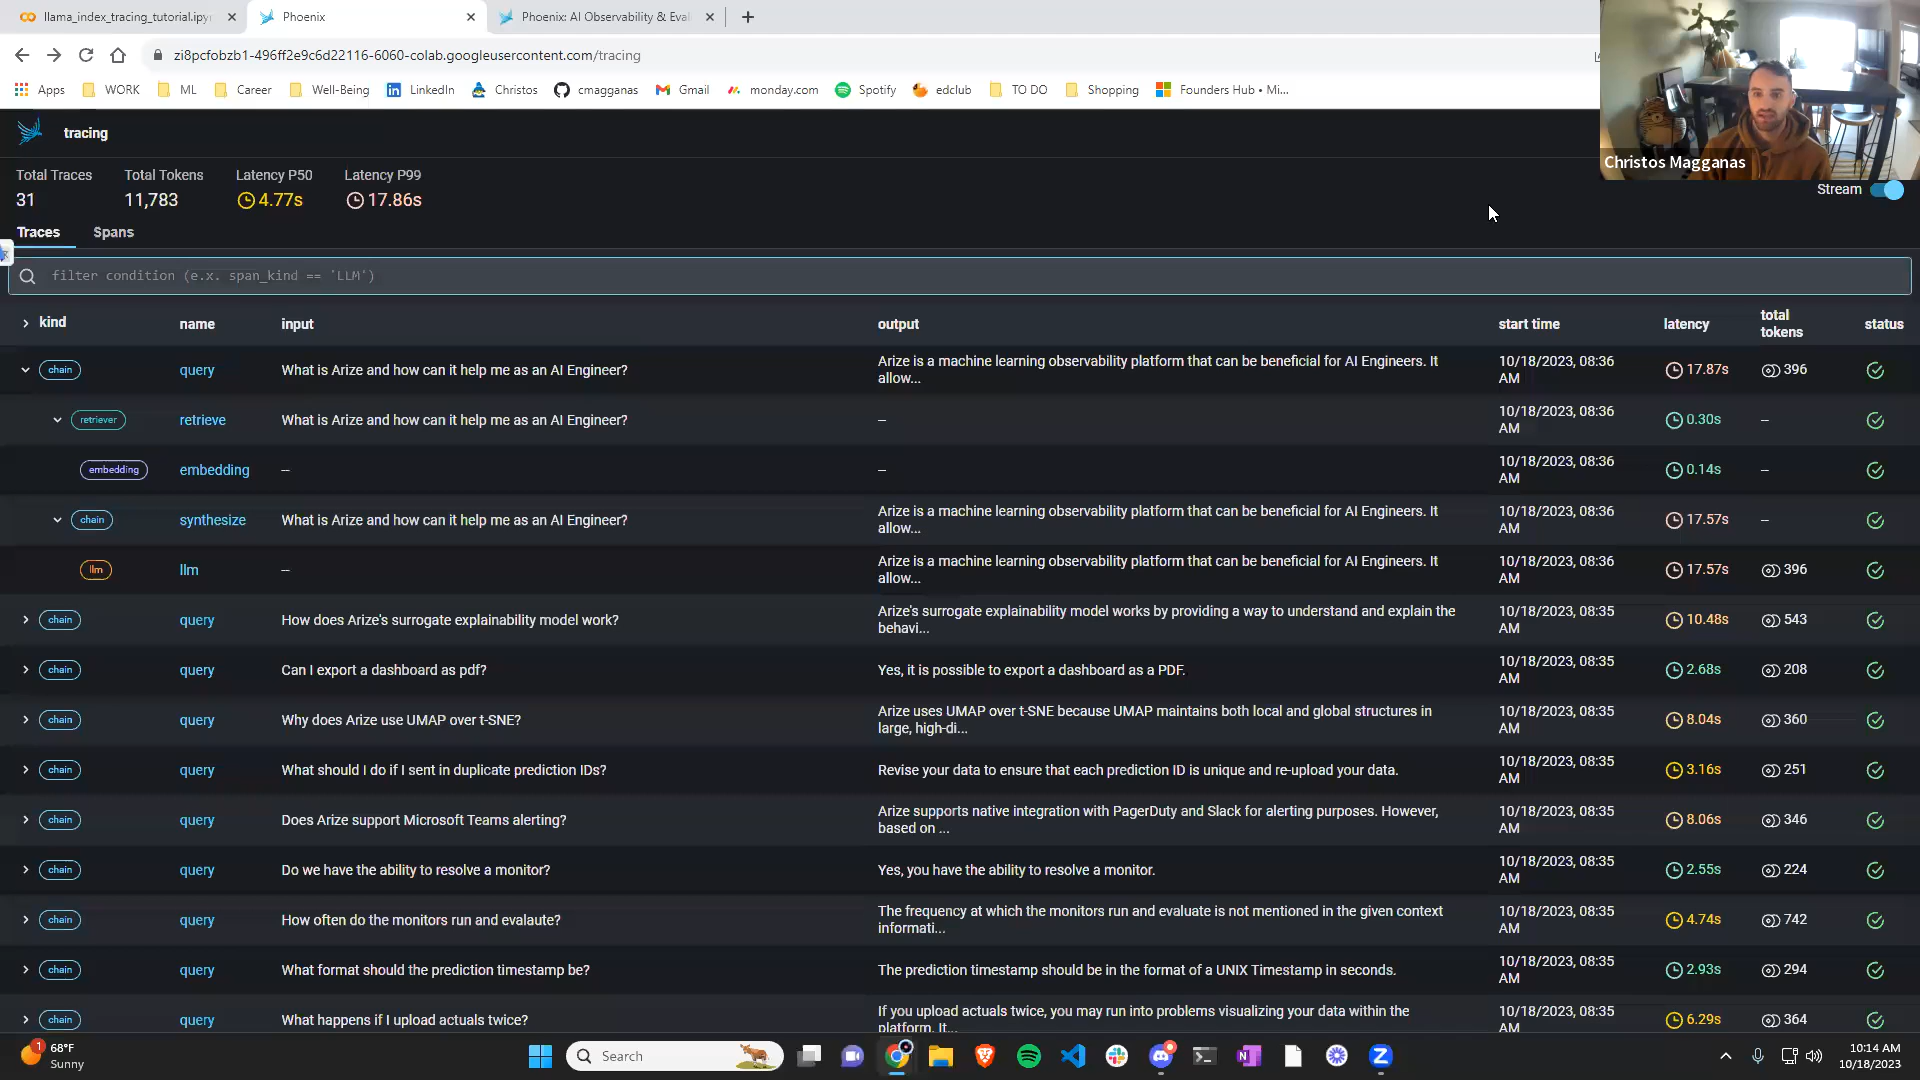 llama_index_tracing_tutorial.ipy
Phoenix
Phoenix: AI Observability & Eval
zi8pcfobzb1-496ff2e9c6d22116-6060-colab.googleusercontent.com/tracing
Apps WORK ML Career Well-Being LinkedIn Christos cmagganas Gmail monday.com Spotify edclub TO DO Shopping Founders Hub • Mi...
Christos Magganas
tracing
Total Traces Total Tokens Latency P50 Latency P99
31 11,783 4.77s 17.86s
Stream
Traces Spans
filter condition (e.x. span_kind == 'LLM')
kind name input output start time latency total tokens status
chain query What is Arize and how can it help me as an AI Engineer? Arize is a machine learning observability platform that can be beneficial for AI Engineers. It allow... 10/18/2023, 08:36 AM 17.87s 396
retriever retrieve What is Arize and how can it help me as an AI Engineer? -- 10/18/2023, 08:36 AM 0.30s --
embedding embedding -- -- 10/18/2023, 08:36 AM 0.14s --
chain synthesize What is Arize and how can it help me as an AI Engineer? Arize is a machine learning observability platform that can be beneficial for AI Engineers. It allow... 10/18/2023, 08:36 AM 17.57s --
llm llm -- Arize is a machine learning observability platform that can be beneficial for AI Engineers. It allow... 10/18/2023, 08:36 AM 17.57s 396
chain query How does Arize's surrogate explainability model work? Arize's surrogate explainability model works by providing a way to understand and explain the behavi... 10/18/2023, 08:35 AM 10.48s 543
chain query Can I export a dashboard as pdf? Yes, it is possible to export a dashboard as a PDF. 10/18/2023, 08:35 AM 2.68s 208
chain query Why does Arize use UMAP over t-SNE? Arize uses UMAP over t-SNE because UMAP maintains both local and global structures in large, high-di... 10/18/2023, 08:35 AM 8.04s 360
chain query What should I do if I sent in duplicate prediction IDs? Revise your data to ensure that each prediction ID is unique and re-upload your data. 10/18/2023, 08:35 AM 3.16s 251
chain query Does Arize support Microsoft Teams alerting? Arize supports native integration with PagerDuty and Slack for alerting purposes. However, based on ... 10/18/2023, 08:35 AM 8.06s 346
chain query Do we have the ability to resolve a monitor? Yes, you have the ability to resolve a monitor. 10/18/2023, 08:35 AM 2.55s 224
chain query How often do the monitors run and evalaute? The frequency at which the monitors run and evaluate is not mentioned in the given context informati... 10/18/2023, 08:35 AM 4.74s 742
chain query What format should the prediction timestamp be? The prediction timestamp should be in the format of a UNIX Timestamp in seconds. 10/18/2023, 08:35 AM 2.93s 294
chain query What happens if I upload actuals twice? If you upload actuals twice, you may run into problems visualizing your data within the platform. It... 10/18/2023, 08:35 AM 6.29s 364
1 68°F
Sunny
Search
10:14 AM
10/18/2023